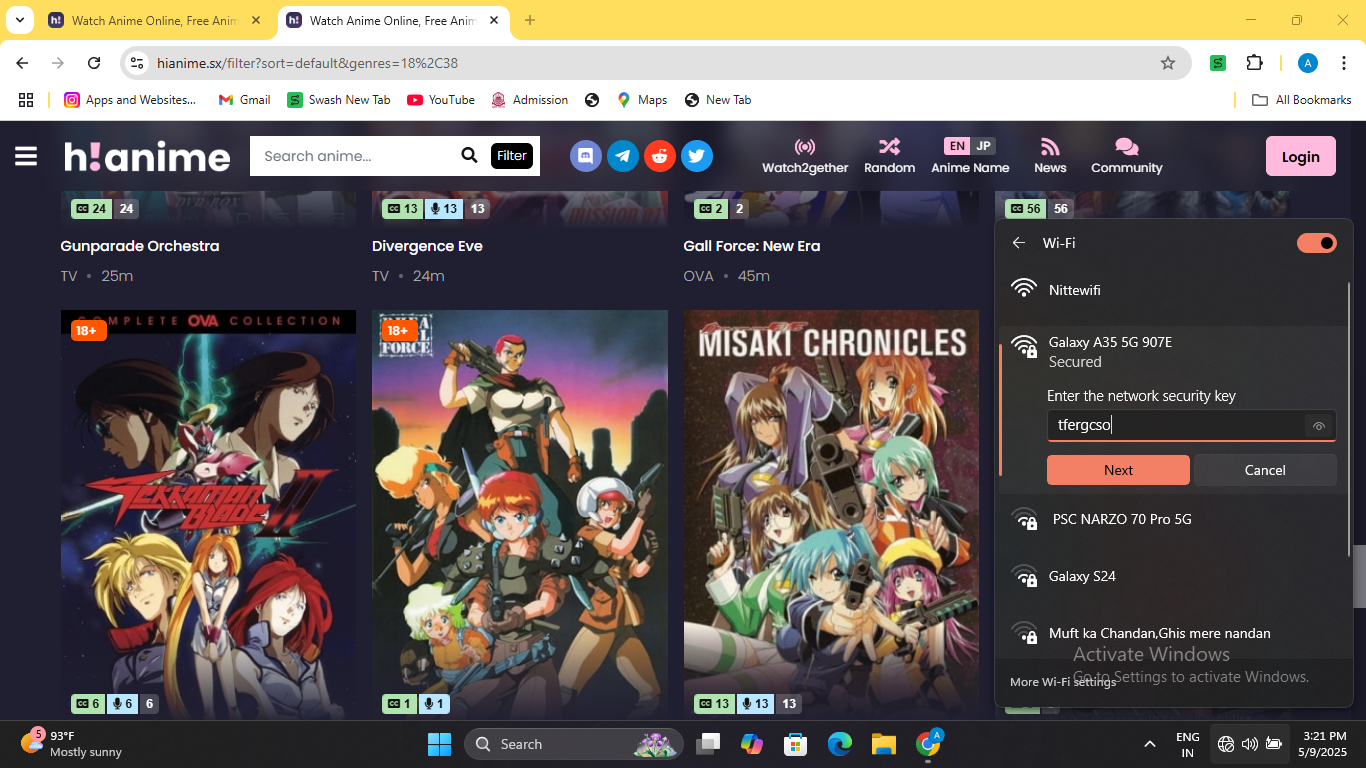 Watch Anime Online, Free Anim
Watch Anime Online, Free Anim
hianime.sx/filter?sort=default&genres=18%2C38
A
Apps and Websites...
Gmail
Swash New Tab
YouTube
Admission
Maps
New Tab
All Bookmarks
h!anime
Search anime...
Filter
Watch2gether
Random
EN JP
Anime Name
News
Community
Login
CC 24 24
CC 13 13 13
CC 2 2
CC 56 56
Gunparade Orchestra
Divergence Eve
Gall Force: New Era
TV • 25m
TV • 24m
OVA • 45m
18+
COMPLETE OVA COLLECTION
TEKKAMAN BLADE II
CC 6 6 6
18+
FORCE
CC 1 1
MISAKI CHRONICLES
CC 13 13 13
Wi-Fi
Nittewifi
Galaxy A35 5G 907E
Secured
Enter the network security key
tfergcso
Next
Cancel
PSC NARZO 70 Pro 5G
Galaxy S24
Muft ka Chandan,Ghis mere nandan
More Wi-Fi settings
Activate Windows
Go to Settings to activate Windows.
5
93°F
Mostly sunny
Search
A
ENG
IN
3:21 PM
5/9/2025